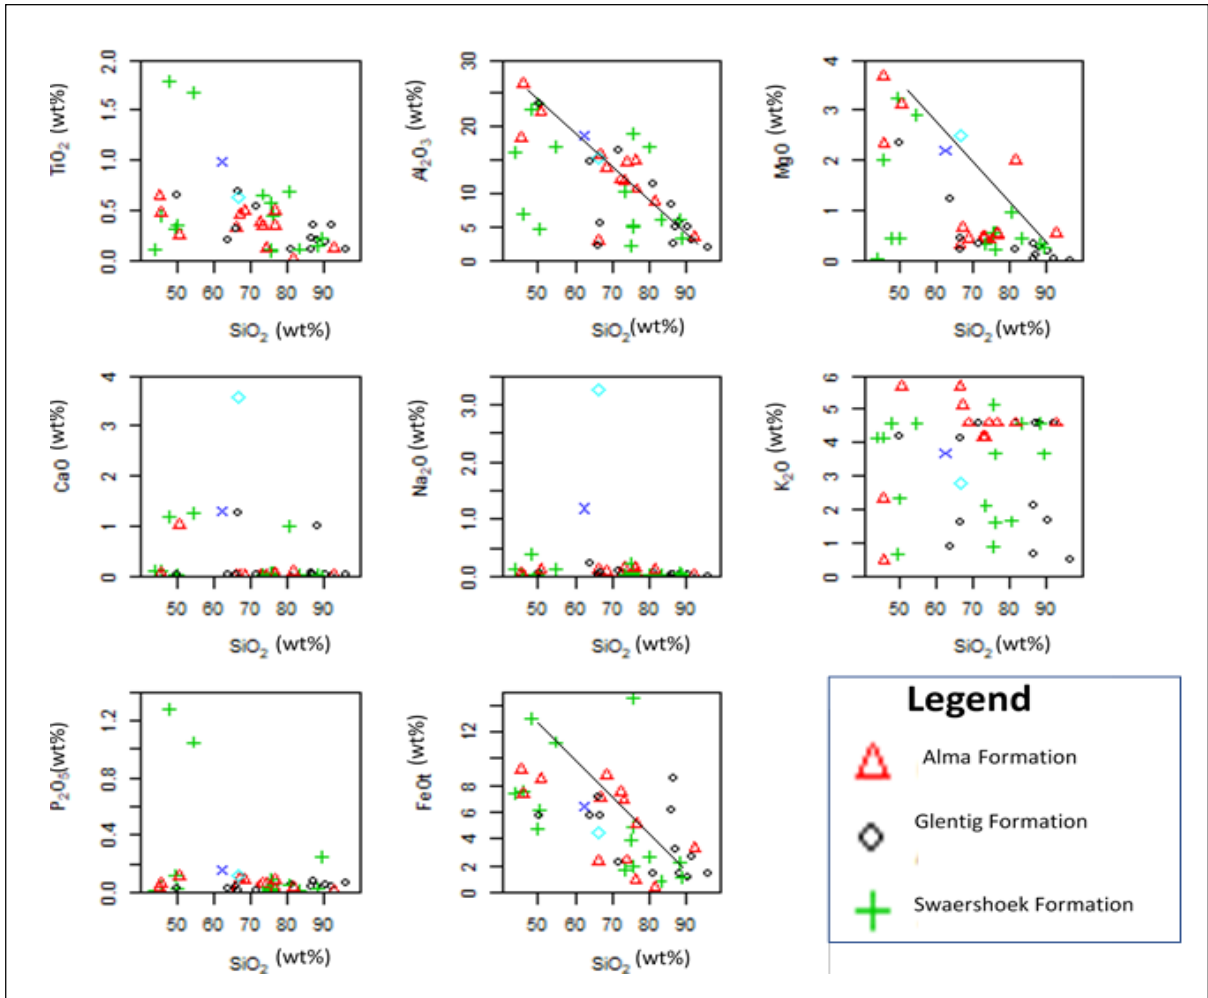 2.0
1.5
1.0
0.5
0.0
TiO2 (wt%)
50 60 70 80 90
SiO2 (wt%)
30
20
10
5
0
Al2O3 (wt%)
50 60 70 80 90
SiO2(wt%)
4
3
2
1
0
MgO (wt%)
50 60 70 80 90
SiO2 (wt%)
4
3
2
1
0
CaO (wt%)
50 60 70 80 90
SiO2 (wt%)
3.0
2.0
1.0
0.0
Na2O (wt%)
50 60 70 80 90
SiO2 (wt%)
6
5
4
3
2
1
0
K2O (wt%)
50 60 70 80 90
SiO2 (wt%)
1.2
0.8
0.4
0.0
P2O5(wt%)
50 60 70 80 90
SiO2 (wt%)
12
8
6
4
2
0
FeOt (wt%)
50 60 70 80 90
SiO2 (wt%)
Legend
Alma Formation
Glentig Formation
Swaershoek Formation